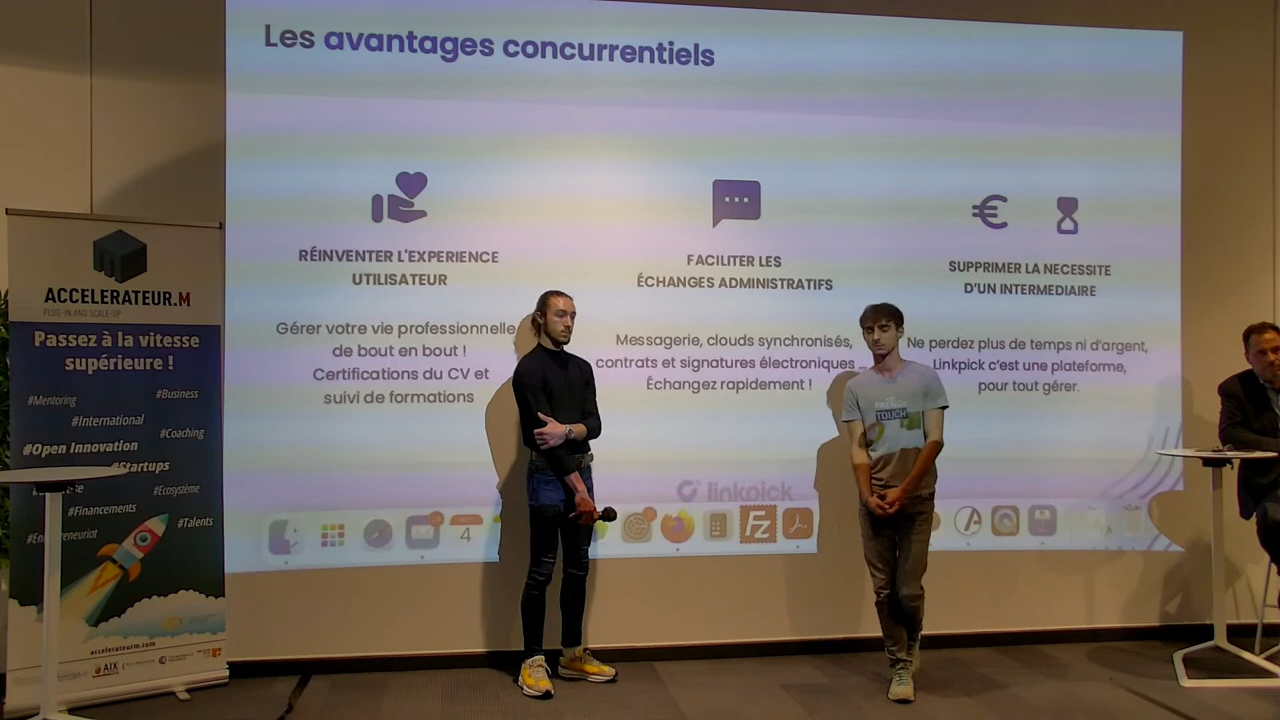 Les avantages concurrentiels
RÉINVENTER L'EXPERIENCE
UTILISATEUR
Gérer votre vie professionnelle
de bout en bout !
Certifications du CV et
suivi de formations
FACILITER LES
ÉCHANGES ADMINISTRATIFS
Messagerie, clouds synchronisés,
contrats et signatures électroniques ...
Échangez rapidement !
SUPPRIMER LA NECESSITE
D'UN INTERMEDIAIRE
Ne perdez plus de temps ni d'argent,
Linkpick c'est une plateforme,
pour tout gérer.
linkpick
4
Fz
ACCELERATEUR.M
PLUG-IN AND SCALE-UP
Passez à la vitesse
supérieure !
#Mentoring
#Business
#International
#Coaching
#Open Innovation
#Startups
#Ecosystème
#Financements
#Talents
accelerateurm.com
AIX
FRENCH
TOUCH